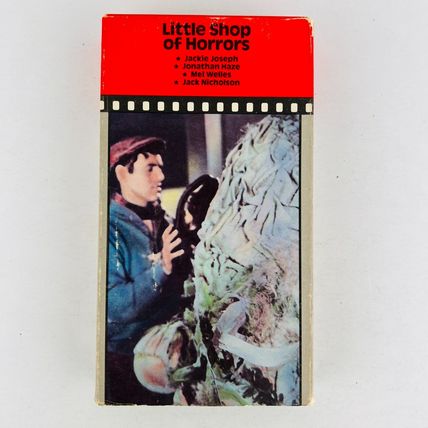 Little Shop
of Horrors
★ Jackie Joseph
★ Jonathan Haze
★ Mel Welles
★ Jack Nicholson